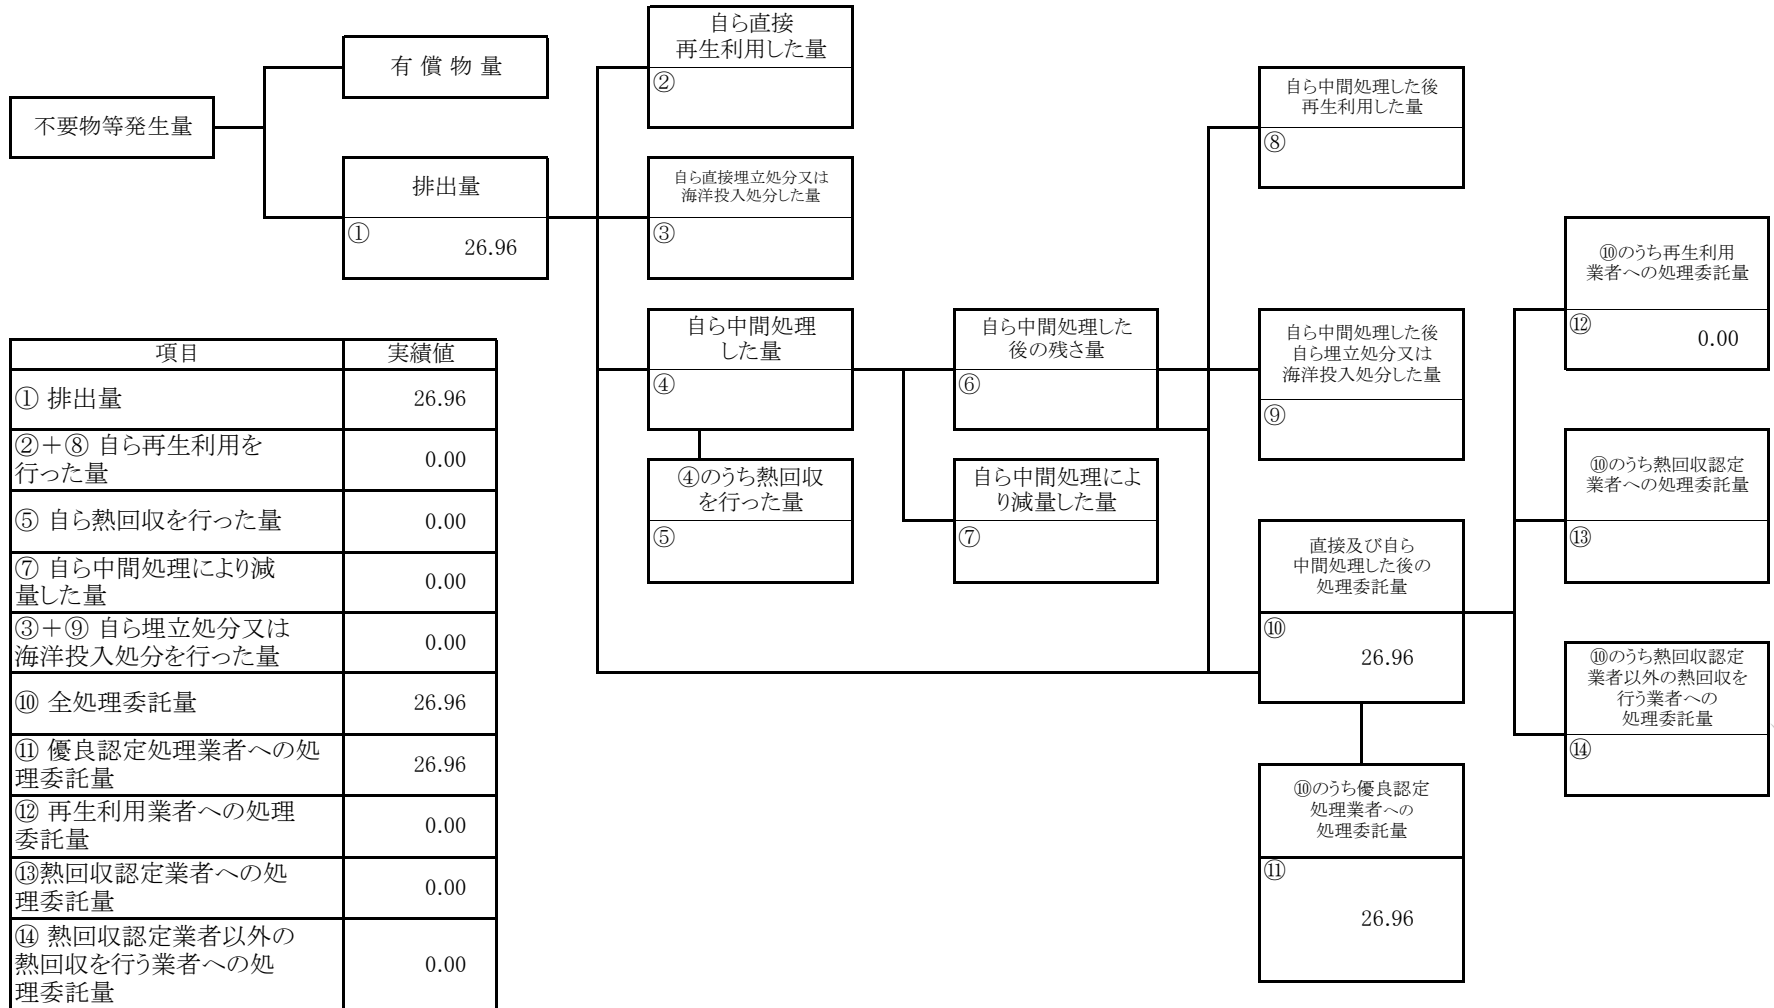 不要物等発生量
有 償 物 量
排出量
①
26.96
自ら直接
再生利用した量
②
自ら直接埋立処分又は
海洋投入処分した量
③
自ら中間処理
した量
④
④のうち熱回収
を行った量
⑤
自ら中間処理した
後の残さ量
⑥
自ら中間処理によ
り減量した量
⑦
自ら中間処理した後
再生利用した量
⑧
自ら中間処理した後
自ら埋立処分又は
海洋投入処分した量
⑨
直接及び自ら
中間処理した後の
処理委託量
⑩
26.96
⑩のうち優良認定
処理業者への
処理委託量
⑪
26.96
⑩のうち再生利用
業者への処理委託量
⑫
0.00
⑩のうち熱回収認定
業者への処理委託量
⑬
⑩のうち熱回収認定
業者以外の熱回収を
行う業者への
処理委託量
⑭
項目 実績値
① 排出量 26.96
②＋⑧ 自ら再生利用を
行った量 0.00
⑤ 自ら熱回収を行った量 0.00
⑦ 自ら中間処理により減
量した量 0.00
③＋⑨ 自ら埋立処分又は
海洋投入処分を行った量 0.00
⑩ 全処理委託量 26.96
⑪ 優良認定処理業者への処
理委託量 26.96
⑫ 再生利用業者への処理
委託量 0.00
⑬熱回収認定業者への処
理委託量 0.00
⑭ 熱回収認定業者以外の
熱回収を行う業者への処
理委託量 0.00